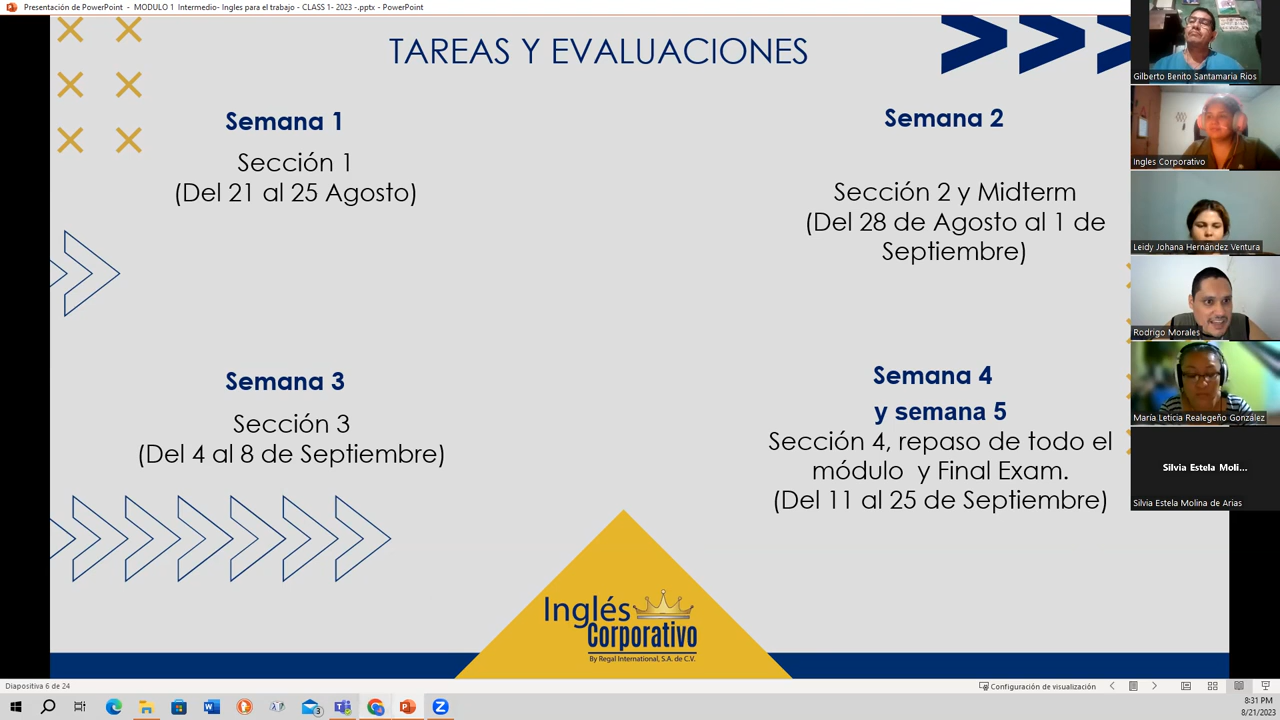 Presentación de PowerPoint - MODULO 1 Intermedio- Ingles para el trabajo - CLASS 1- 2023 -.pptx - PowerPoint
TAREAS Y EVALUACIONES
Semana 1
Sección 1
(Del 21 al 25 Agosto)
Semana 2
Sección 2 y Midterm
(Del 28 de Agosto al 1 de
Septiembre)
Semana 3
Sección 3
(Del 4 al 8 de Septiembre)
Semana 4
y semana 5
Sección 4, repaso de todo el
módulo y Final Exam.
(Del 11 al 25 de Septiembre)
Inglés
Corporativo
By Regal International, S.A. de C.V.
Gilberto Benito Santamaria Rios
Ingles Corporativo
Leidy Johana Hernández Ventura
Rodrigo Morales
María Leticia Realegeño González
Silvia Estela Moli...
Silvia Estela Molina de Arias
Diapositiva 6 de 24
Configuración de visualización
3
8:31 PM
8/21/2023